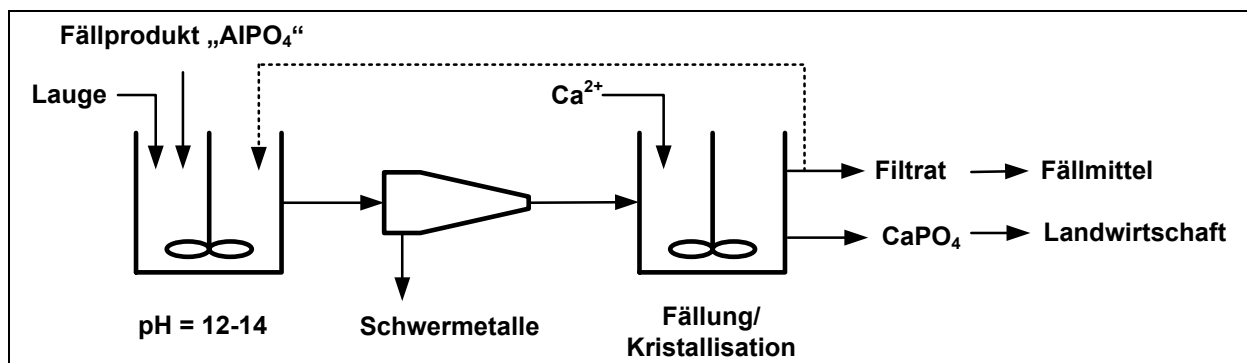 Fällprodukt „AlPO₄“
Lauge
Ca²⁺
Filtrat
Fällmittel
CaPO₄
Landwirtschaft
pH = 12-14
Schwermetalle
Fällung/
Kristallisation